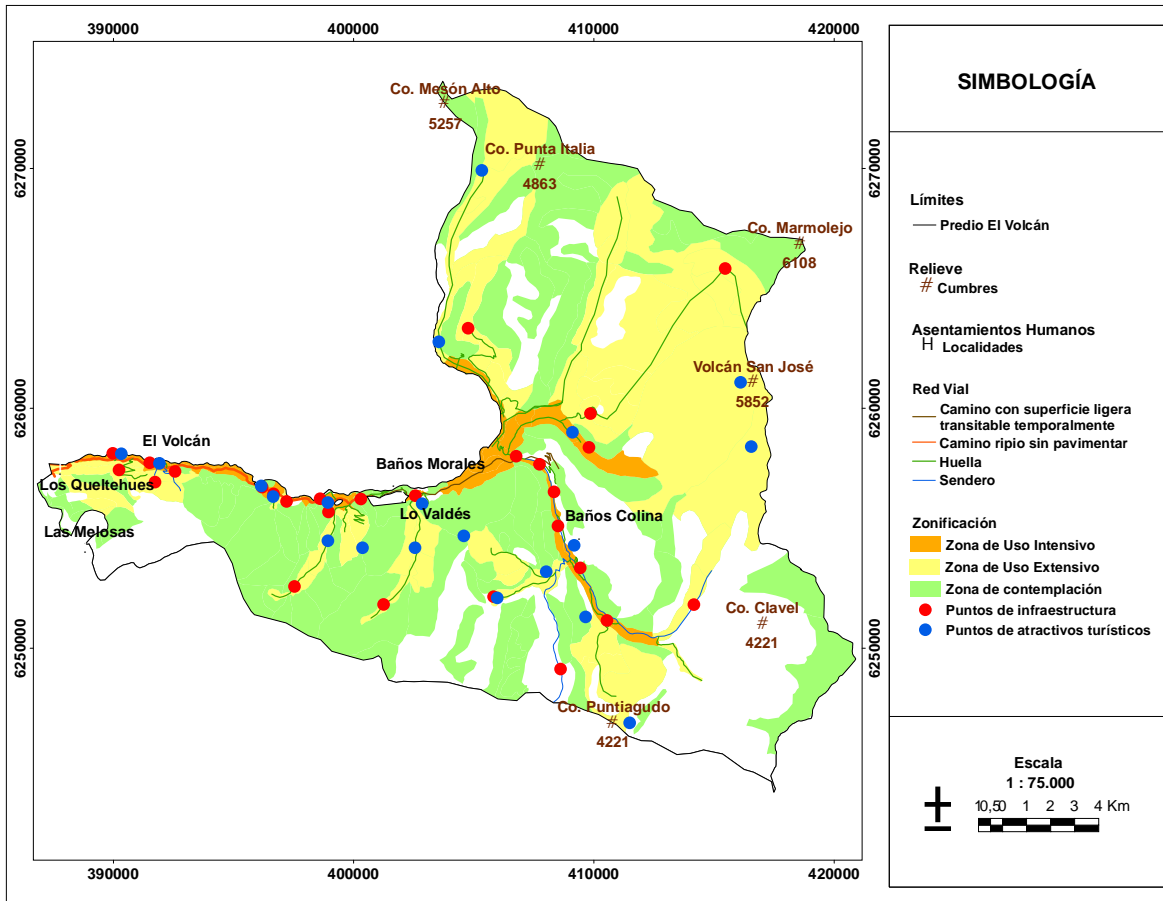 390000 400000 410000 420000
Co. Mesón Alto
#
5257
Co. Punta Italia
#
4863
6270000 6270000
Co. Marmolejo
#
6108
Volcán San José
#
5852
6260000 6260000
El Volcán
Los Queltehues
Las Melosas
Baños Morales
Lo Valdés
Baños Colina
Co. Clavel
#
4221
6250000 6250000
Co. Puntiagudo
#
4221
390000 400000 410000 420000
SIMBOLOGÍA
Límites
Predio El Volcán
Relieve
# Cumbres
Asentamientos Humanos
H Localidades
Red Vial
Camino con superficie ligera
transitable temporalmente
Camino ripio sin pavimentar
Huella
Sendero
Zonificación
Zona de Uso Intensivo
Zona de Uso Extensivo
Zona de contemplación
Puntos de infraestructura
Puntos de atractivos turísticos
Escala
1 : 75.000
1 0,5 0 1 2 3 4 Km